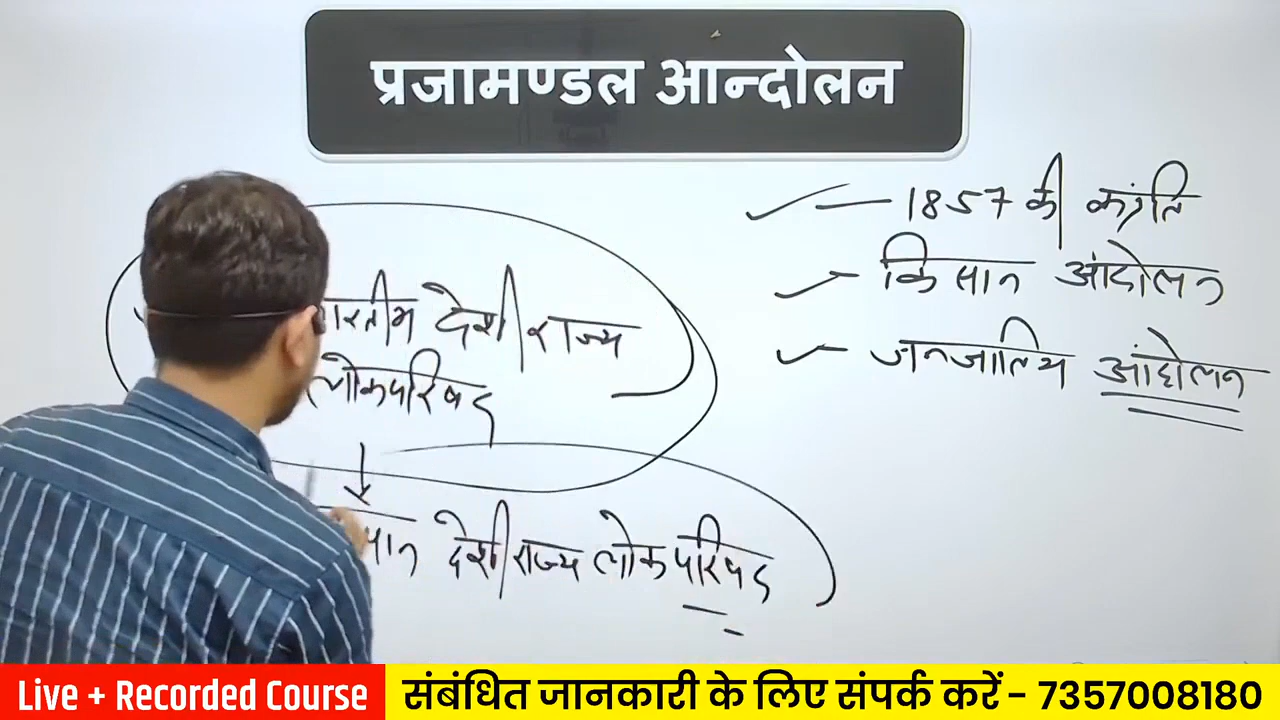 प्रजामण्डल आन्दोलन
1857 की क्रांति
किसान आंदोलन
जनजातिय आंदोलन
देशी राज्य
लोकपरिषद
देशी राज्य लोक परिषद
Live + Recorded Course
संबंधित जानकारी के लिए संपर्क करें - 7357008180